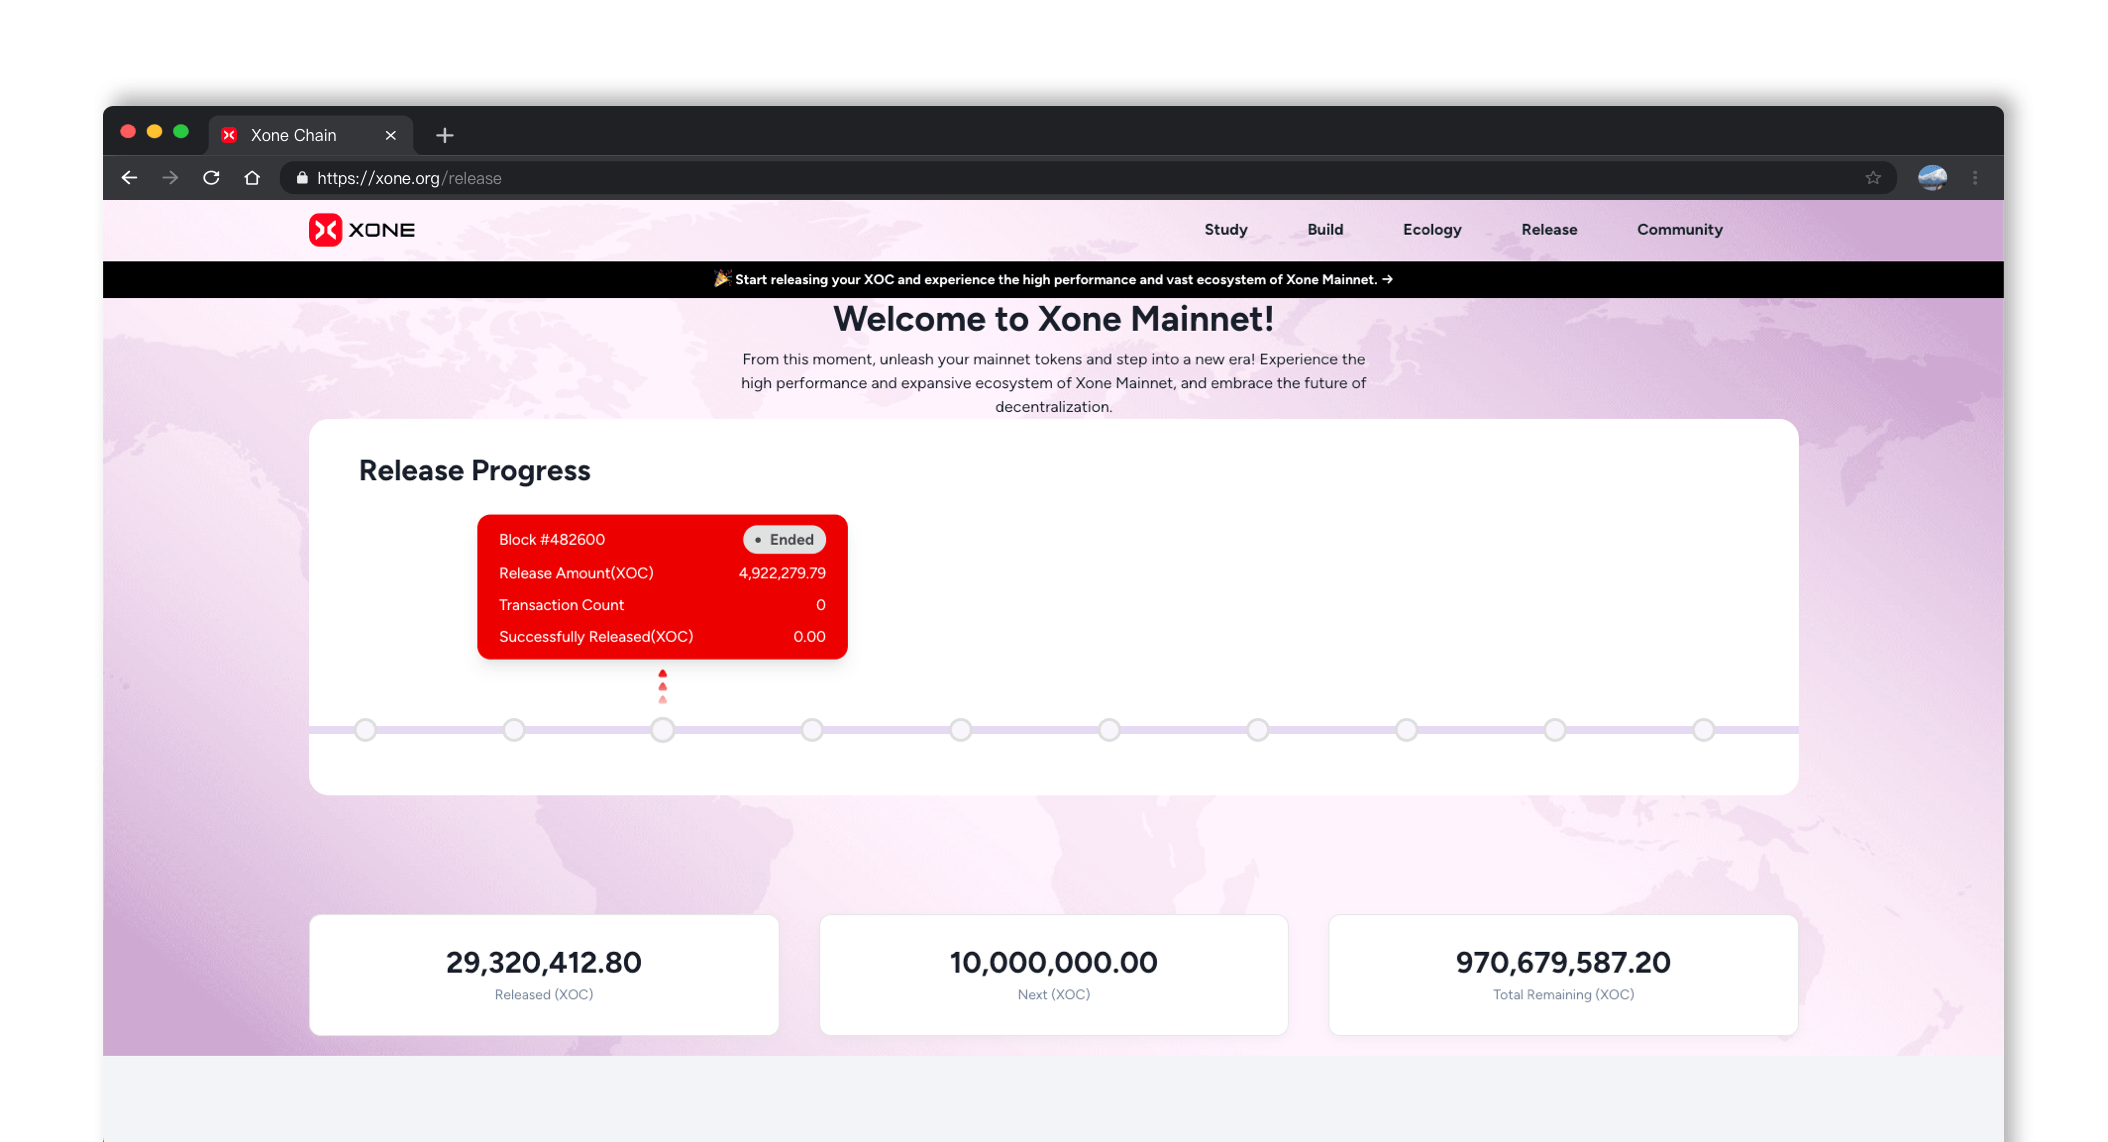 Xone Chain
https://xone.org/release
XONE
Study
Build
Ecology
Release
Community
🎉 Start releasing your XOC and experience the high performance and vast ecosystem of Xone Mainnet. →
Welcome to Xone Mainnet!
From this moment, unleash your mainnet tokens and step into a new era! Experience the
high performance and expansive ecosystem of Xone Mainnet, and embrace the future of
decentralization.
Release Progress
Block #482600
• Ended
Release Amount(XOC) 4,922,279.79
Transaction Count 0
Successfully Released(XOC) 0.00
29,320,412.80
Released (XOC)
10,000,000.00
Next (XOC)
970,679,587.20
Total Remaining (XOC)